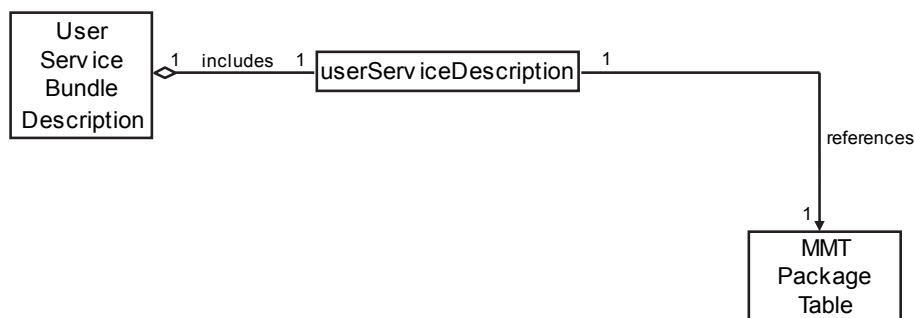 User
Service
Bundle
Description
1 includes 1
userServiceDescription
1
references
1
MMT
Package
Table